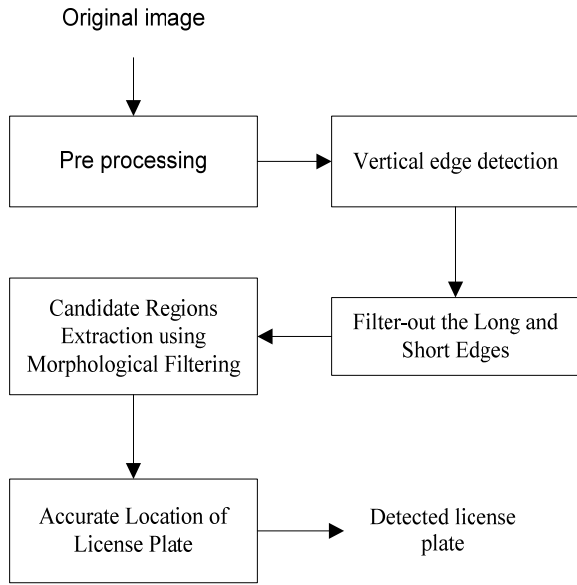 Original image
Pre processing
Vertical edge detection
Filter-out the Long and
Short Edges
Candidate Regions
Extraction using
Morphological Filtering
Accurate Location of
License Plate
Detected license
plate